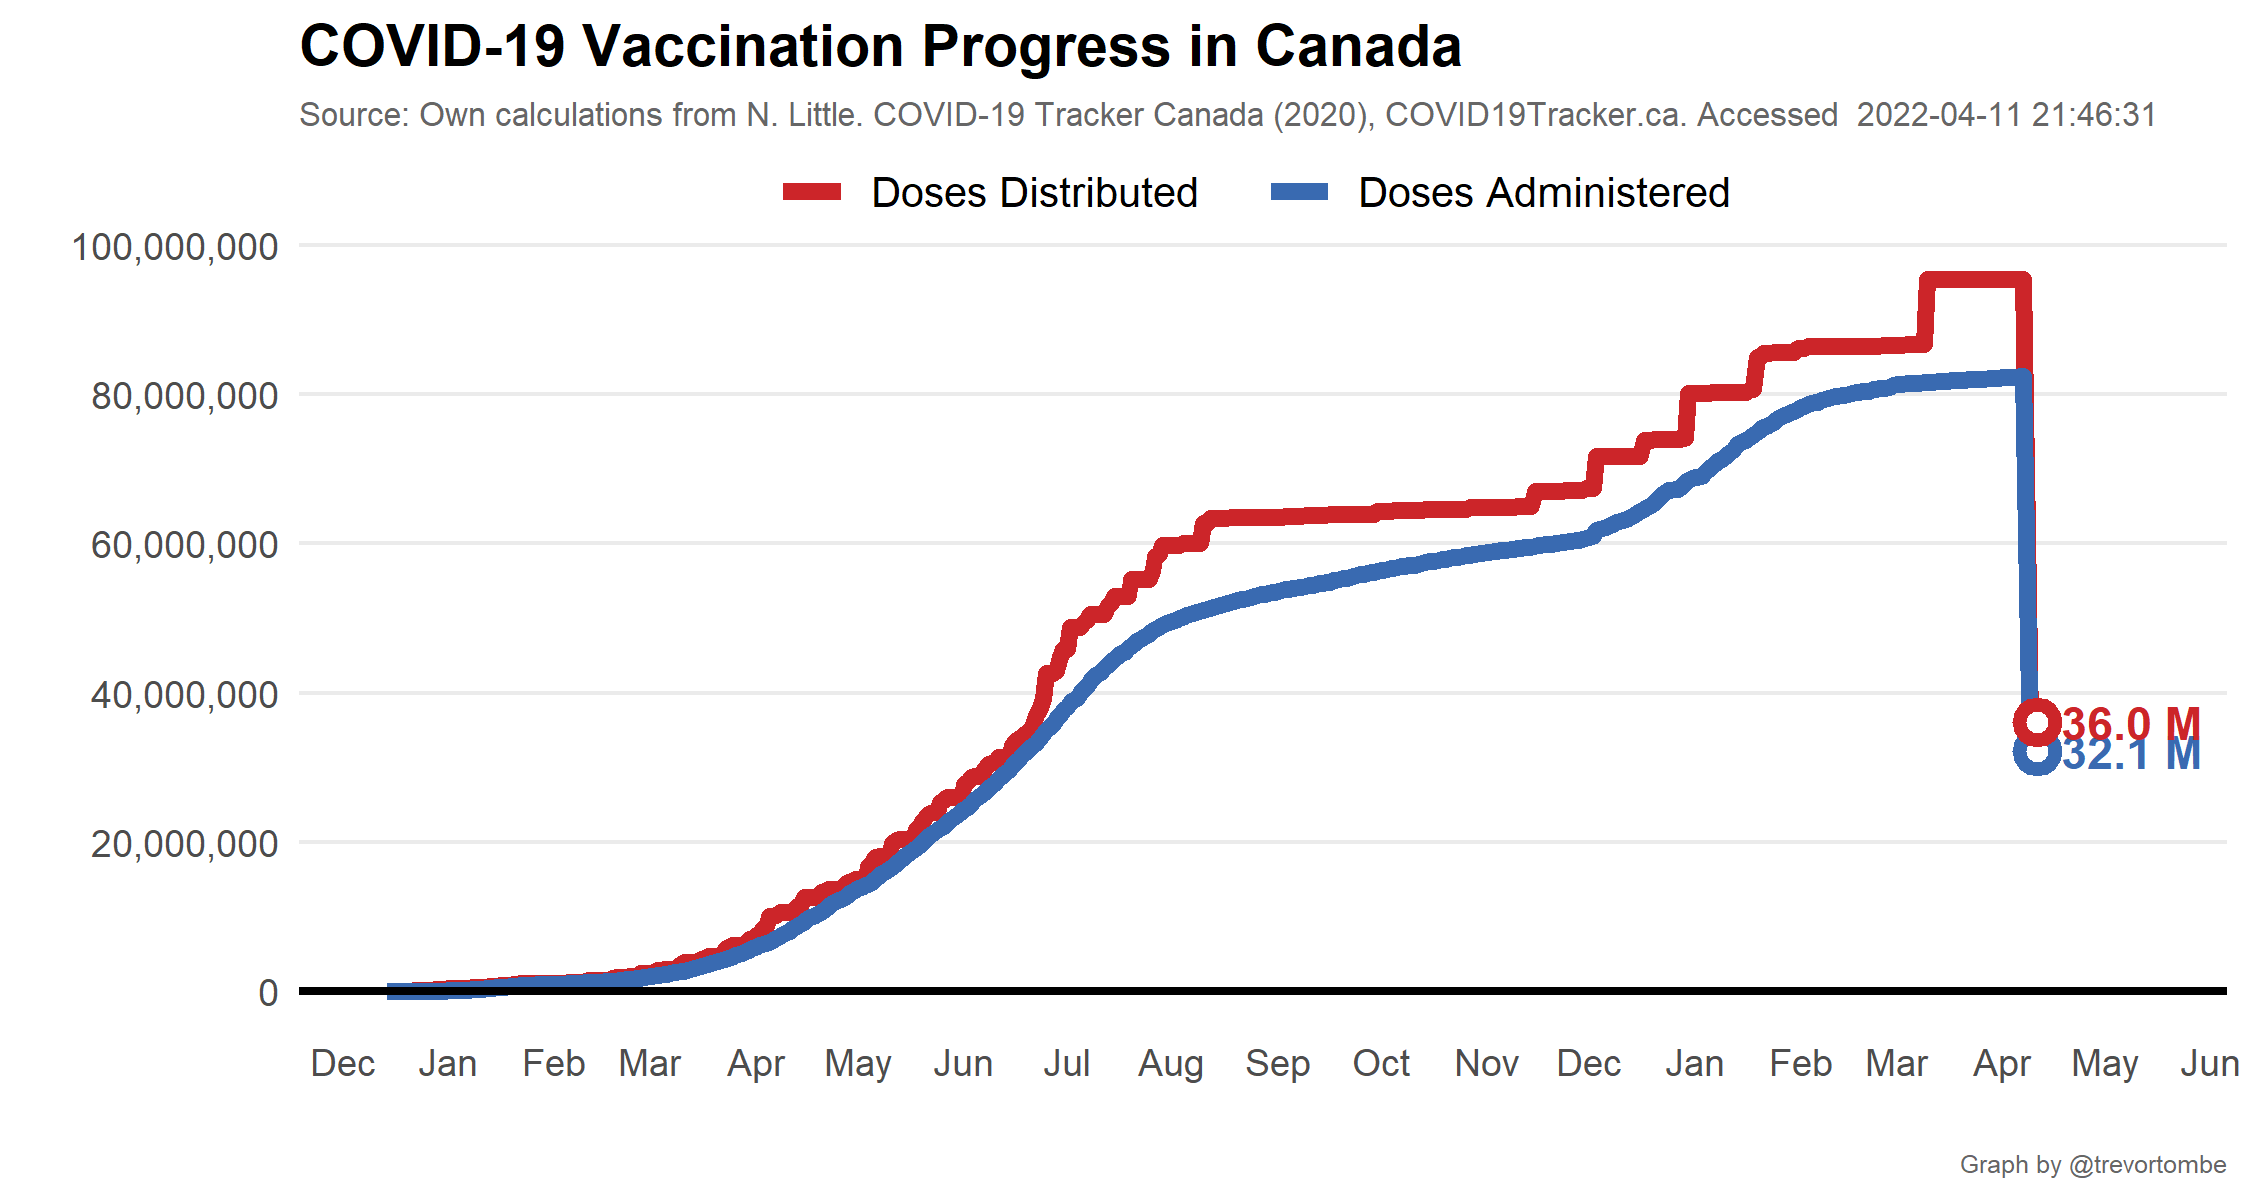 COVID-19 Vaccination Progress in Canada
Source: Own calculations from N. Little. COVID-19 Tracker Canada (2020), COVID19Tracker.ca. Accessed  2022-04-11 21:46:31
Doses Distributed
Doses Administered
100,000,000
80,000,000
60,000,000
40,000,000
20,000,000
0
36.0 M
32.1 M
Dec Jan Feb Mar Apr May Jun Jul Aug Sep Oct Nov Dec Jan Feb Mar Apr May Jun
Graph by @trevortombe